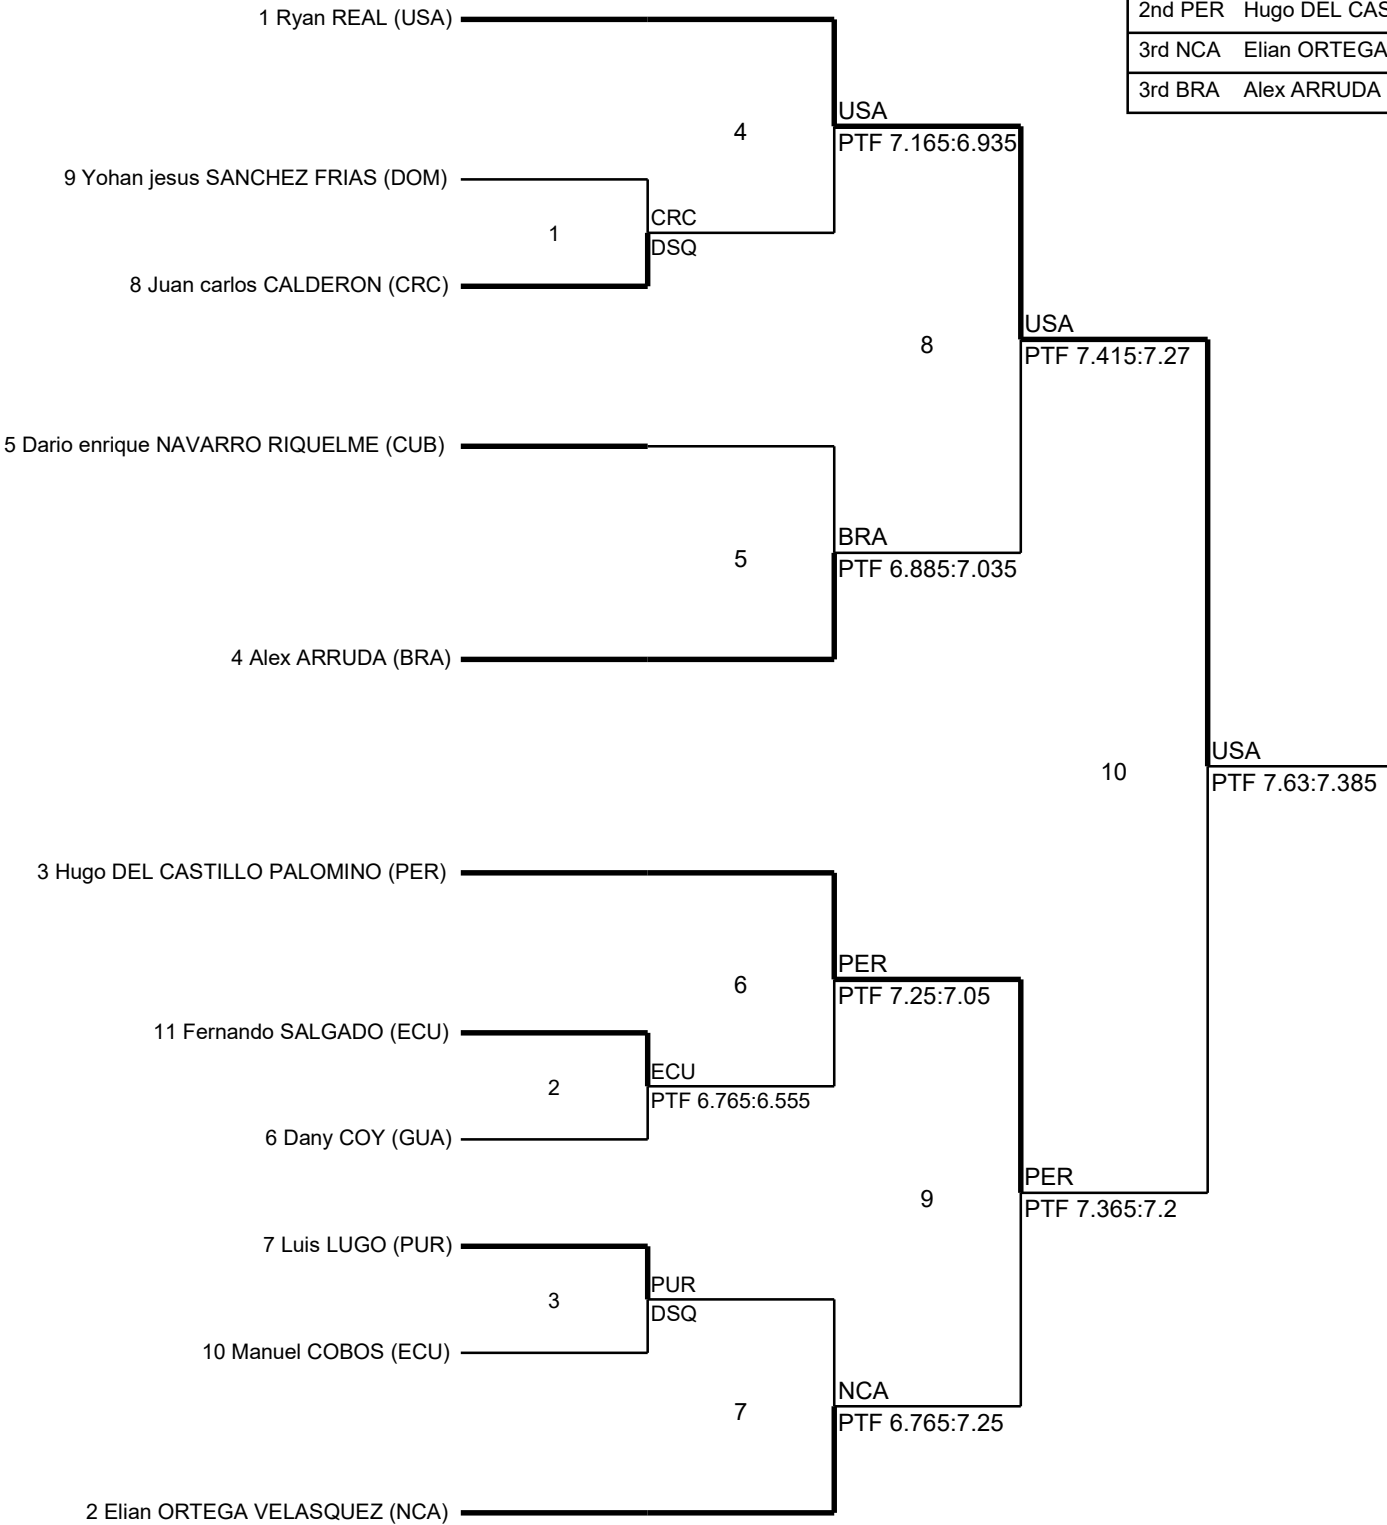 1 Ryan REAL (USA)
2nd PER Hugo DEL CAS
3rd NCA Elian ORTEGA
3rd BRA Alex ARRUDA
USA
4
PTF 7.165:6.935
9 Yohan jesus SANCHEZ FRIAS (DOM)
CRC
1
DSQ
8 Juan carlos CALDERON (CRC)
USA
8
PTF 7.415:7.27
5 Dario enrique NAVARRO RIQUELME (CUB)
BRA
5
PTF 6.885:7.035
4 Alex ARRUDA (BRA)
USA
10
PTF 7.63:7.385
3 Hugo DEL CASTILLO PALOMINO (PER)
PER
6
PTF 7.25:7.05
11 Fernando SALGADO (ECU)
ECU
2
PTF 6.765:6.555
6 Dany COY (GUA)
PER
9
PTF 7.365:7.2
7 Luis LUGO (PUR)
PUR
3
DSQ
10 Manuel COBOS (ECU)
NCA
7
PTF 6.765:7.25
2 Elian ORTEGA VELASQUEZ (NCA)